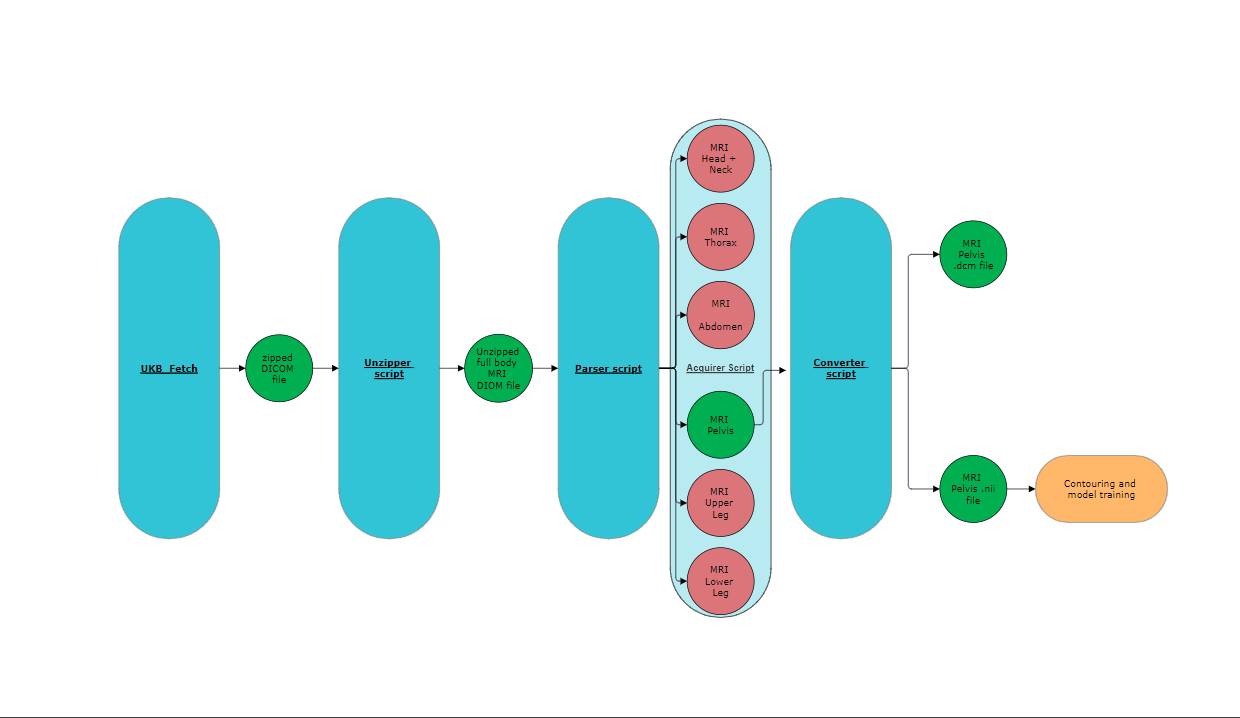 UKB_Fetch
zipped
DICOM
file
Unzipper
script
Unzipped
full body
MRI
DIOM file
Parser script
MRI
Head +
Neck
MRI
Thorax
MRI
Abdomen
Acquirer Script
MRI
Pelvis
MRI
Upper
Leg
MRI
Lower
Leg
Converter
script
MRI
Pelvis
.dcm file
MRI
Pelvis .nii
file
Contouring and
model training